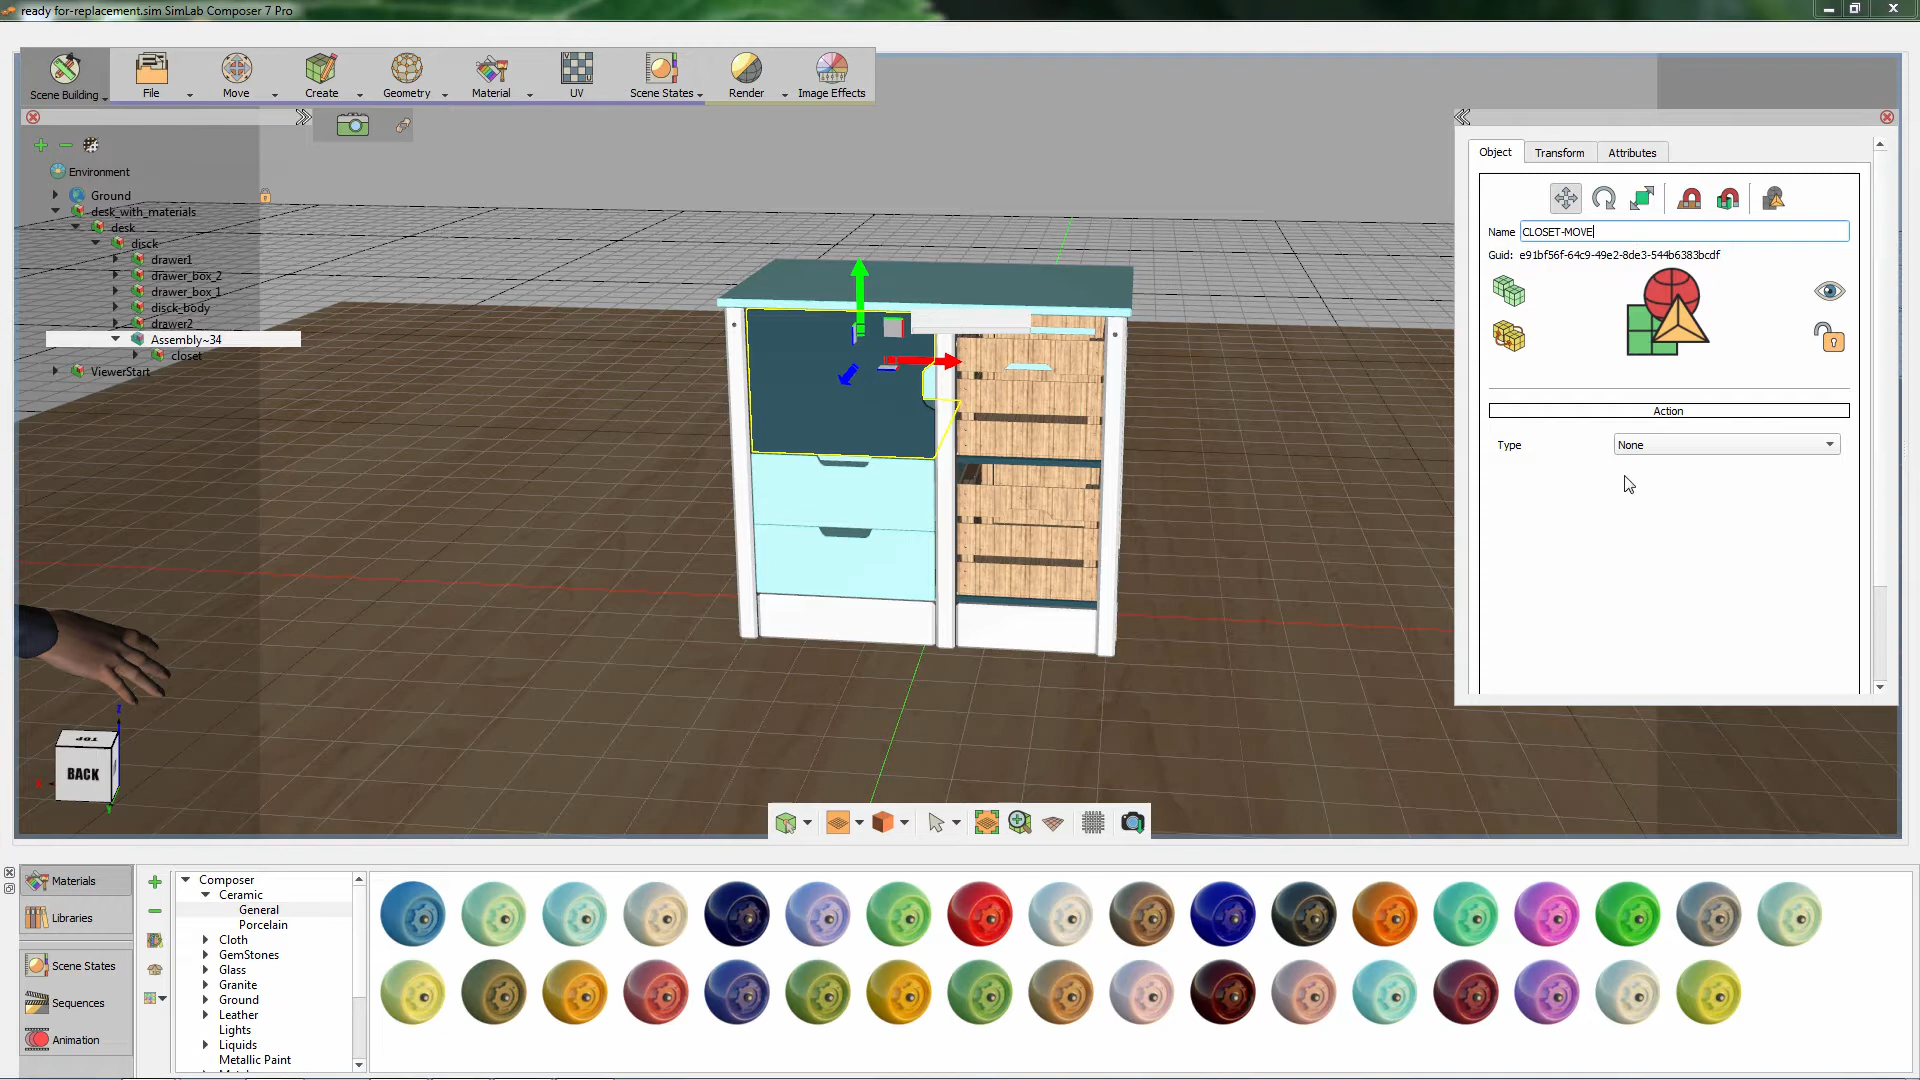 ready for-replacement.sim SimLab Composer 7 Pro
Scene Building
File
Move
Create
Geometry
Material
UV
Scene States
Render
Image Effects
Environment
Ground
desk_with_materials
desk
disck
drawer1
drawer_box_2
drawer_box_1
disck_body
drawer2
Assembly~34
closet
ViewerStart
Object
Transform
Attributes
Name CLOSET-MOVE
Guid: e91bf56f-64c9-49e2-8de3-544b6383bcdf
Action
Type None
TOP
BACK
Z
Materials
Libraries
Scene States
Sequences
Animation
Composer
Ceramic
General
Porcelain
Cloth
GemStones
Glass
Granite
Ground
Leather
Lights
Liquids
Metallic Paint